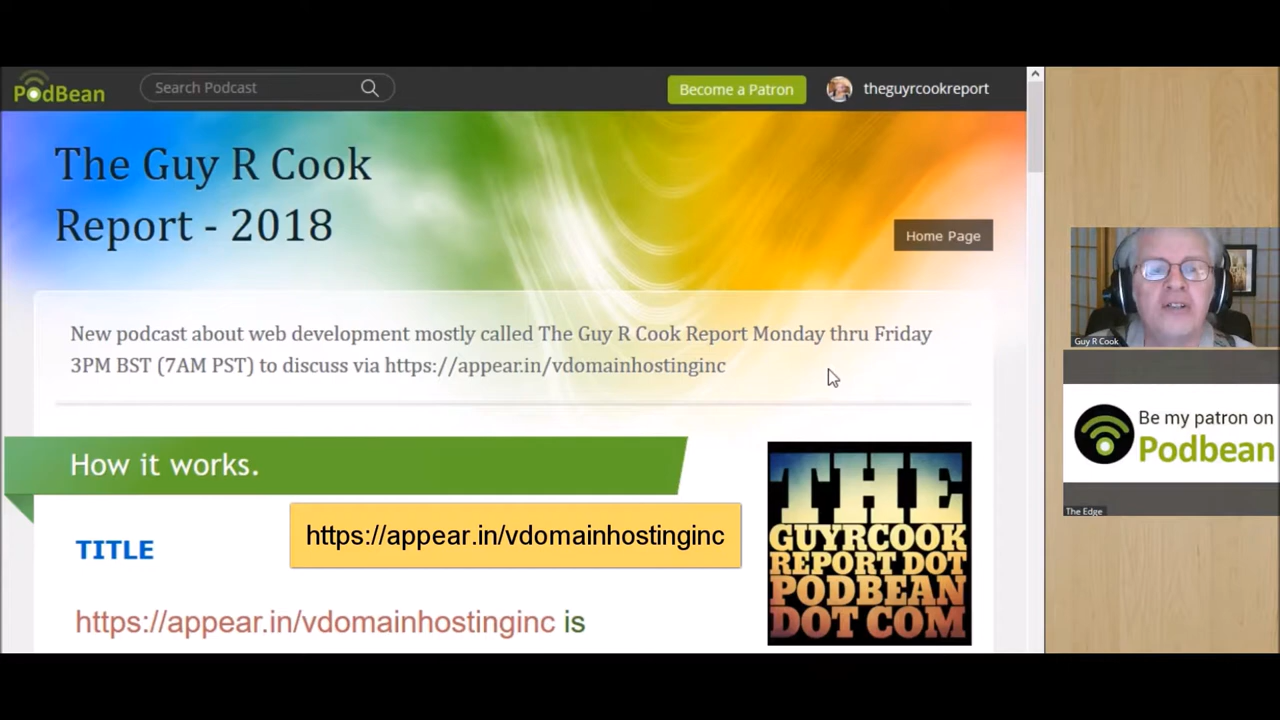 PodBean
Search Podcast
Become a Patron
theguyrcookreport
The Guy R Cook
Report - 2018
Home Page
New podcast about web development mostly called The Guy R Cook Report Monday thru Friday
3PM BST (7AM PST) to discuss via https://appear.in/vdomainhostinginc
How it works.
TITLE
https://appear.in/vdomainhostinginc
https://appear.in/vdomainhostinginc is
THE
GUYRCOOK
REPORT DOT
PODBEAN
DOT COM
Guy R Cook
Be my patron on
Podbean
The Edge